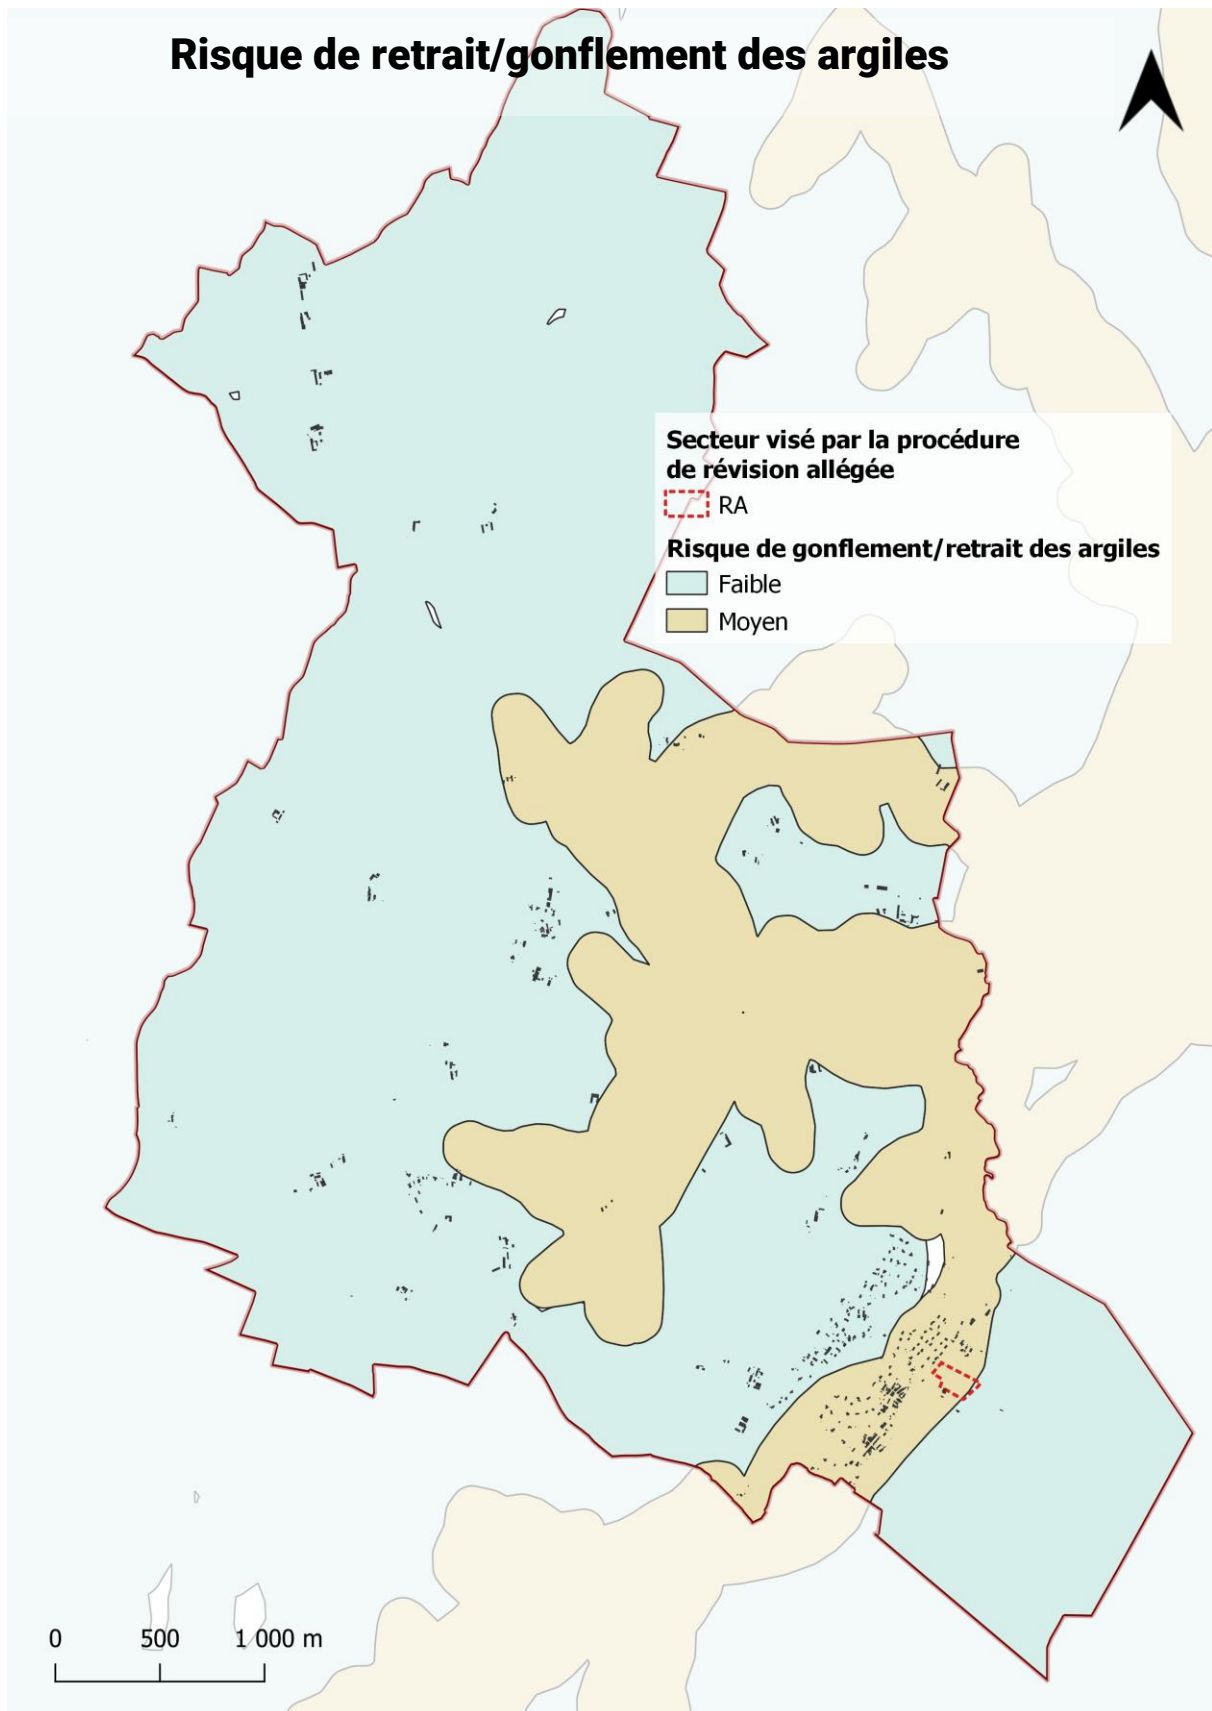 Risque de retrait/gonflement des argiles
Secteur visé par la procédure
de révision allégée
RA
Risque de gonflement/retrait des argiles
Faible
Moyen
0 500 1 000 m